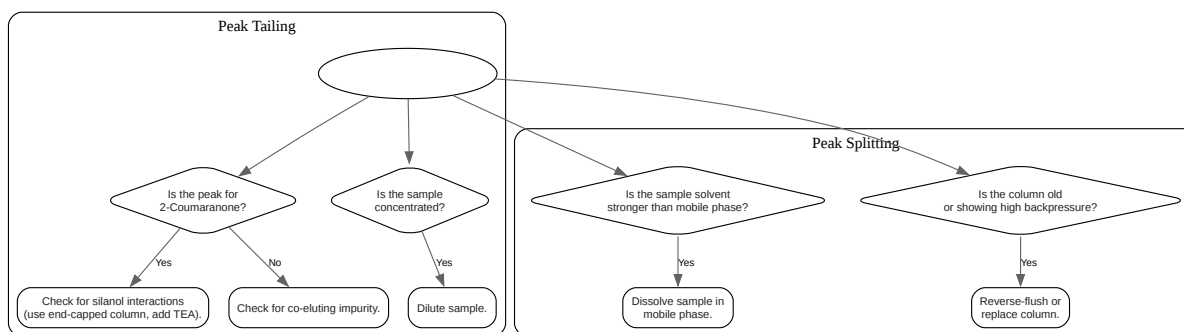 Peak Tailing
Peak Splitting
Is the peak for
2-Coumaranone?
Is the sample
concentrated?
Is the sample solvent
stronger than mobile phase?
Is the column old
or showing high backpressure?
Yes
No
Yes
Yes
Yes
Check for silanol interactions
(use end-capped column, add TEA).
Check for co-eluting impurity.
Dilute sample.
Dissolve sample in
mobile phase.
Reverse-flush or
replace column.